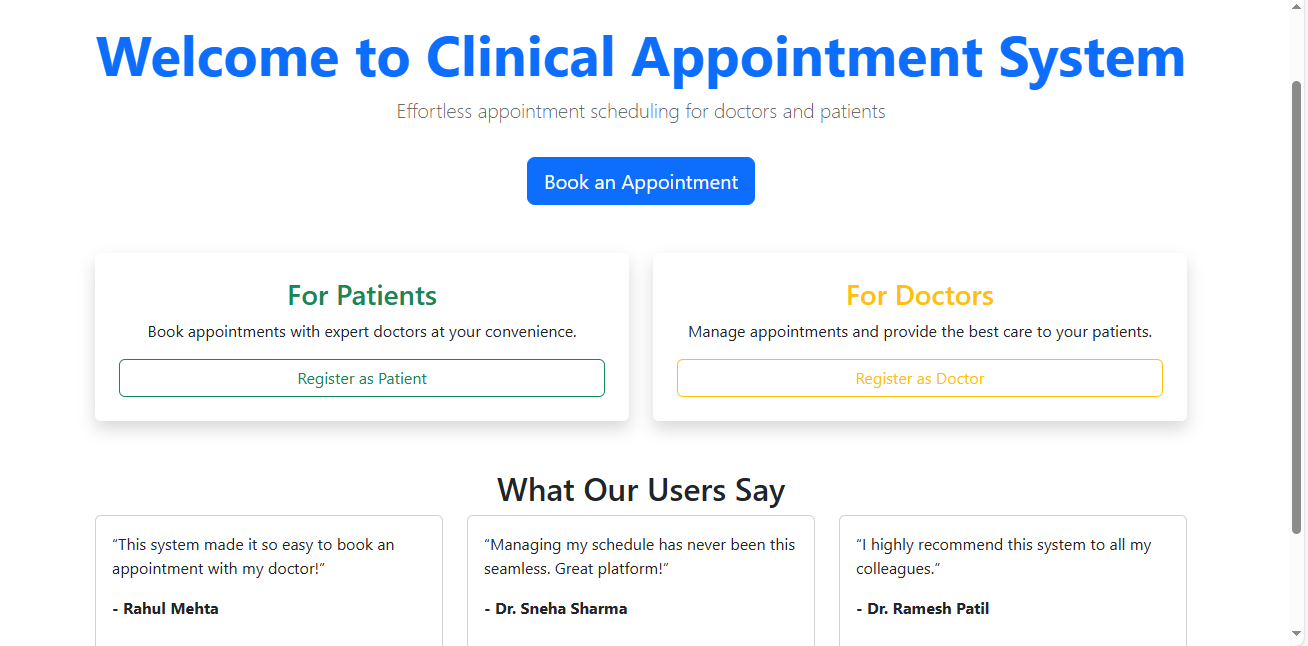 Welcome to Clinical Appointment System
Effortless appointment scheduling for doctors and patients
Book an Appointment
For Patients
Book appointments with expert doctors at your convenience.
Register as Patient
For Doctors
Manage appointments and provide the best care to your patients.
Register as Doctor
What Our Users Say
“This system made it so easy to book an
appointment with my doctor!”
- Rahul Mehta
“Managing my schedule has never been this
seamless. Great platform!”
- Dr. Sneha Sharma
“I highly recommend this system to all my
colleagues.”
- Dr. Ramesh Patil